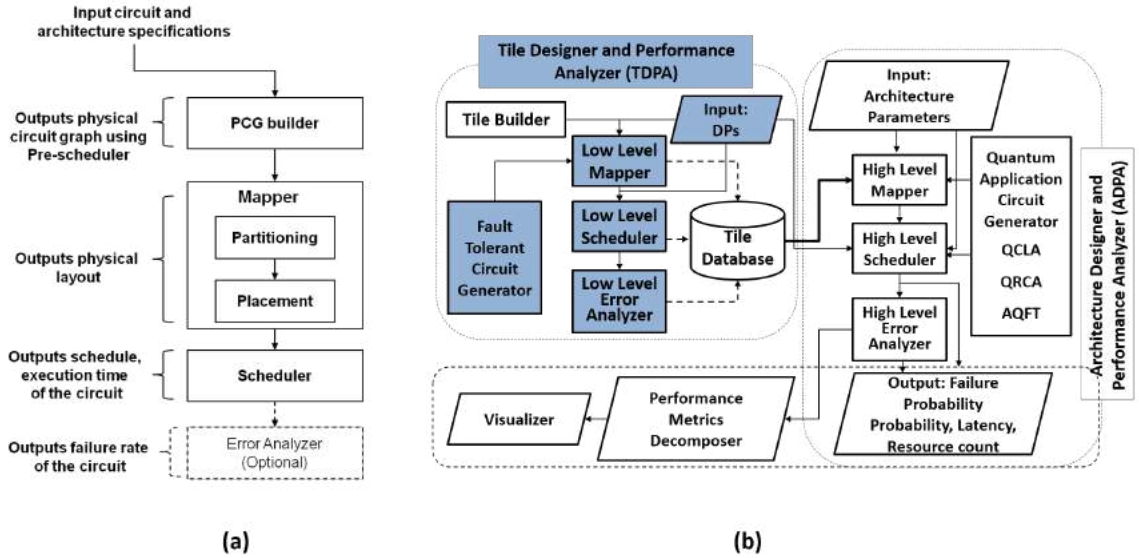 Input circuit and
architecture specifications
Outputs physical
circuit graph using
Pre-scheduler
PCG builder
Mapper
Partitioning
Placement
Outputs physical
layout
Outputs schedule,
execution time
of the circuit
Scheduler
Outputs failure rate
of the circuit
Error Analyzer
(Optional)
(a)
Tile Designer and Performance
Analyzer (TDPA)
Tile Builder
Input:
DPs
Low Level
Mapper
Fault
Tolerant
Circuit
Generator
Low Level
Scheduler
Low Level
Error
Analyzer
Tile
Database
Input:
Architecture
Parameters
High Level
Mapper
High Level
Scheduler
High Level
Error
Analyzer
Quantum
Application
Circuit
Generator
QCLA
QRCA
AQFT
Architecture Designer and
Performance Analyzer (ADPA)
Visualizer
Performance
Metrics
Decomposer
Output: Failure
Probability
Probability, Latency,
Resource count
(b)